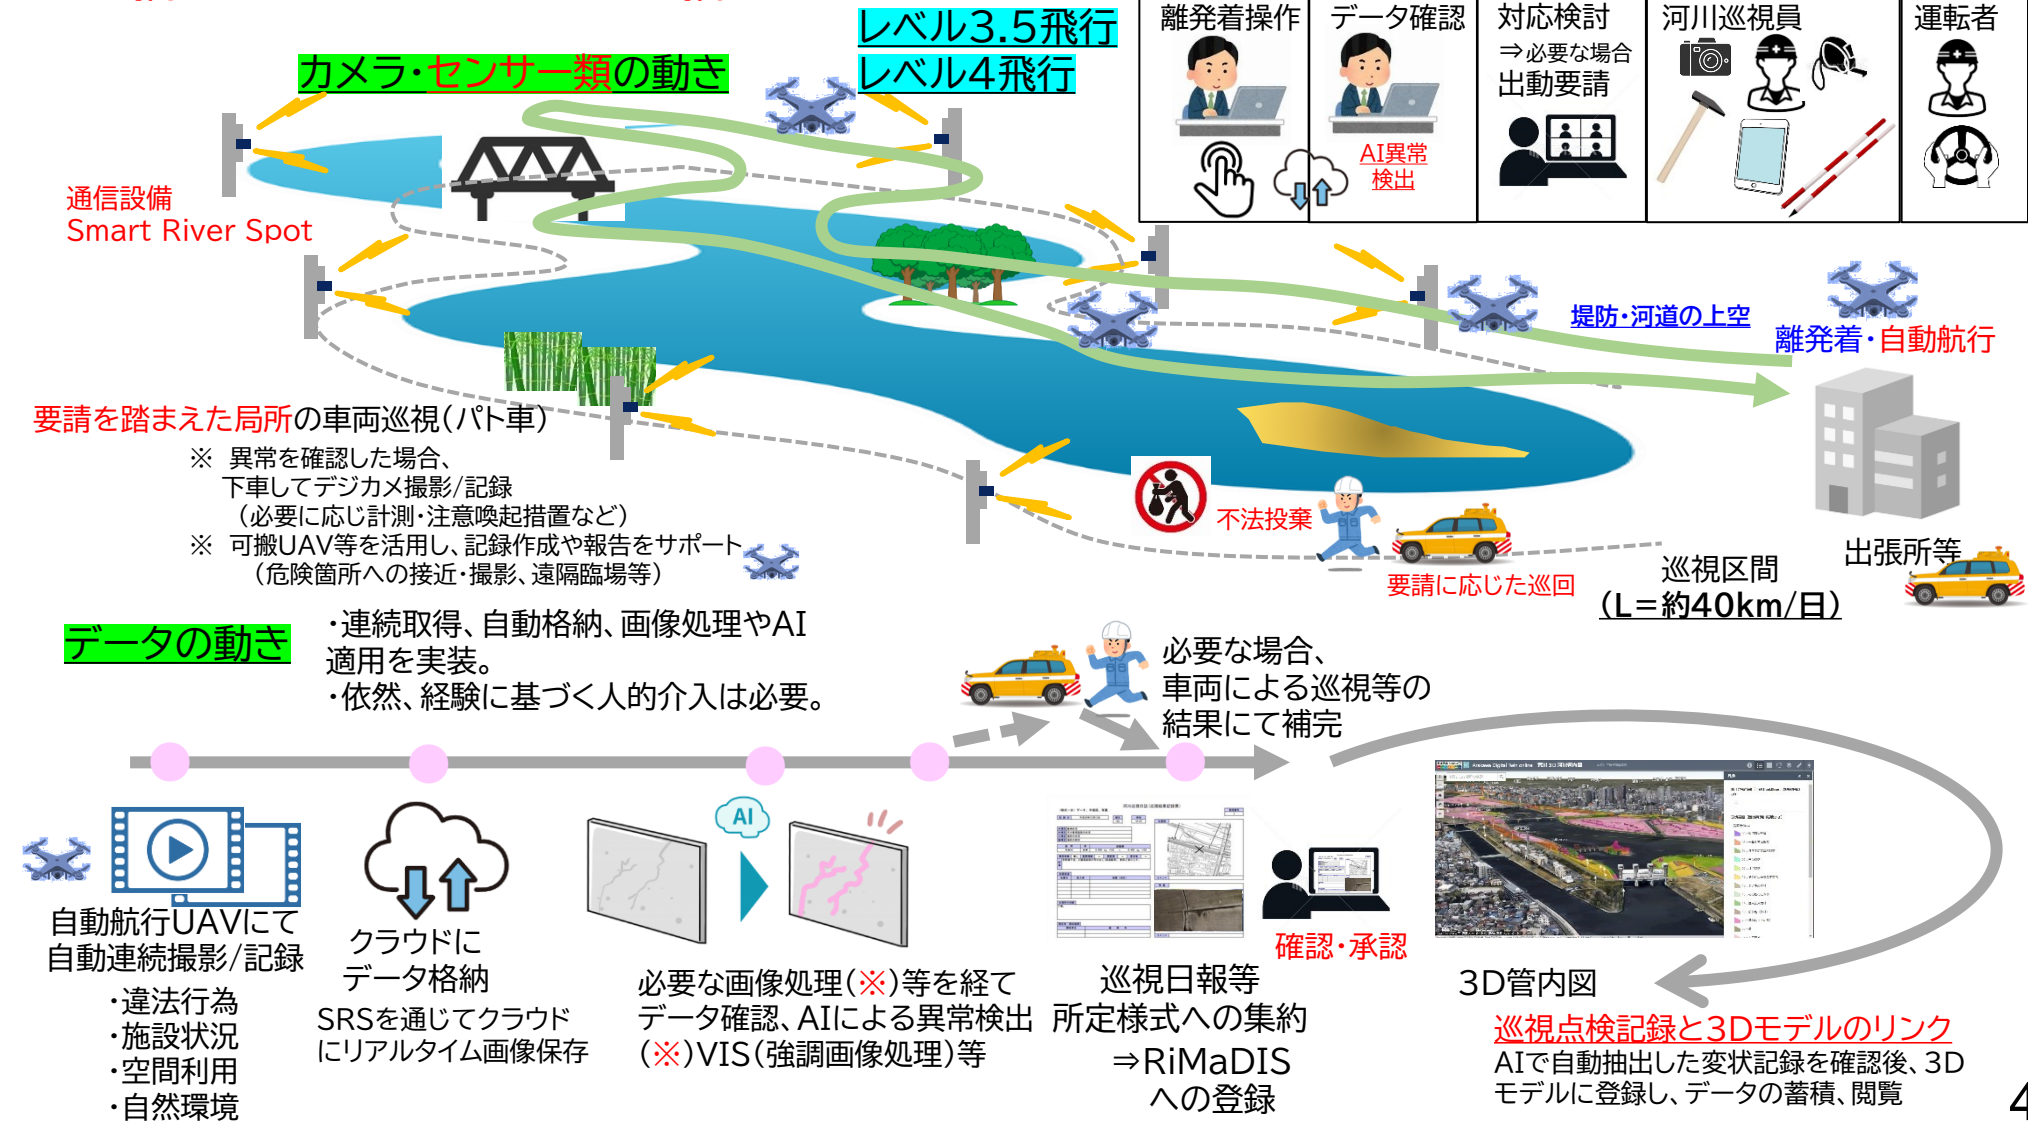 レベル3.5飛行
レベル4飛行
カメラ・センサー類の動き
離発着操作
データ確認
AI異常
検出
対応検討
⇒必要な場合
出動要請
河川巡視員
運転者
通信設備
Smart River Spot
堤防・河道の上空
離発着・自動航行
要請を踏まえた局所の車両巡視(パト車)
※ 異常を確認した場合、
下車してデジカメ撮影/記録
(必要に応じ計測・注意喚起措置など)
※ 可搬UAV等を活用し、記録作成や報告をサポート
(危険箇所への接近・撮影、遠隔臨場等)
不法投棄
要請に応じた巡回
巡視区間
(L=約40km/日)
出張所等
データの動き
・連続取得、自動格納、画像処理やAI
適用を実装。
・依然、経験に基づく人的介入は必要。
必要な場合、
車両による巡視等の
結果にて補完
自動航行UAVにて
自動連続撮影/記録
・違法行為
・施設状況
・空間利用
・自然環境
クラウドに
データ格納
SRSを通じてクラウド
にリアルタイム画像保存
AI
必要な画像処理(※)等を経て
データ確認、AIによる異常検出
(※)VIS(強調画像処理)等
確認・承認
巡視日報等
所定様式への集約
⇒RiMaDIS
への登録
3D管内図
巡視点検記録と3Dモデルのリンク
AIで自動抽出した変状記録を確認後、3D
モデルに登録し、データの蓄積、閲覧
4